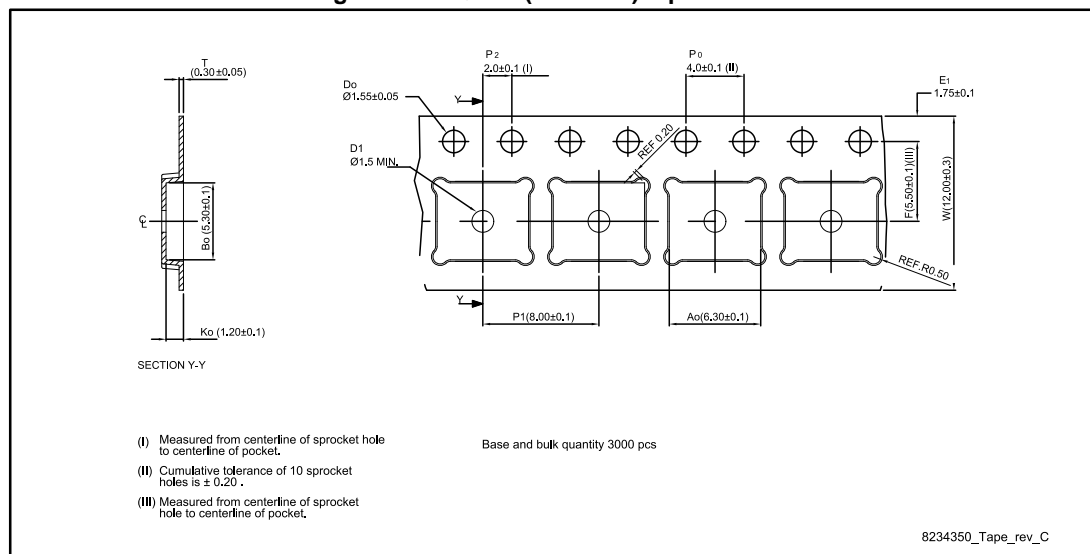 T
(0.30±0.05)
P2
2.0±0.1 (I)
P0
4.0±0.1 (II)
Do
Ø1.55±0.05
E1
1.75±0.1
Y
D1
Ø1.5 MIN.
REF 0.20
F(5.50±0.1)(III)
W(12.00±0.3)
Bo (5.30±0.1)
REF.R0.50
Y
P1(8.00±0.1)
Ao(6.30±0.1)
Ko (1.20±0.1)
SECTION Y-Y
(I) Measured from centerline of sprocket hole
to centerline of pocket.
Base and bulk quantity 3000 pcs
(II) Cumulative tolerance of 10 sprocket
holes is ± 0.20 .
(III) Measured from centerline of sprocket
hole to centerline of pocket.
8234350_Tape_rev_C